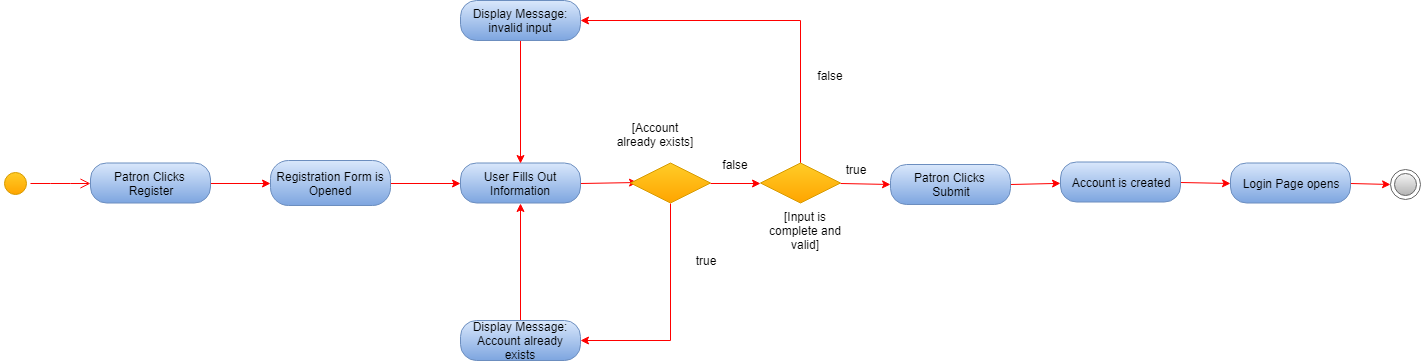 Display Message:
invalid input
false
[Account
already exists]
false
true
Patron Clicks
Register
Registration Form is
Opened
User Fills Out
Information
Patron Clicks
Submit
Account is created
Login Page opens
[Input is
complete and
valid]
true
Display Message:
Account already
exists